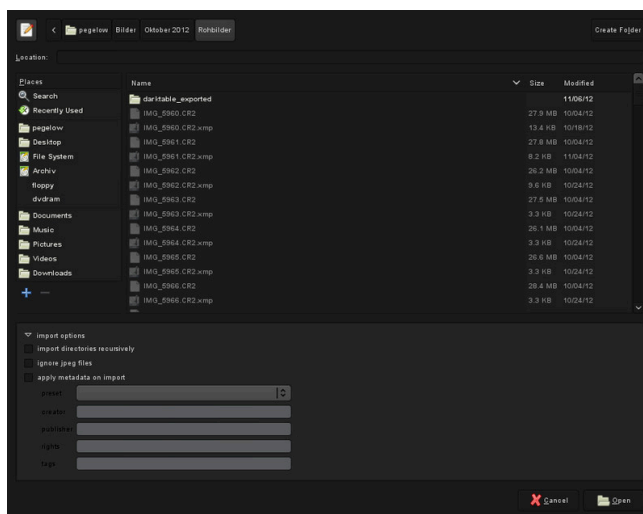 pegelow Bilder Oktober 2012 Rohbilder Create Folder
Location:
Places Name Size Modified
Search
Recently Used
pegelow
Desktop
File System
Archiv
floppy
dvdram
Documents
Music
Pictures
Videos
Downloads
darktable_exported 11/06/12
IMG_5960.CR2 27.9 MB 10/04/12
IMG_5960.CR2.xmp 13.4 KB 10/18/12
IMG_5961.CR2 27.8 MB 10/04/12
IMG_5961.CR2.xmp 8.2 KB 11/04/12
IMG_5962.CR2 26.2 MB 10/04/12
IMG_5962.CR2.xmp 9.6 KB 10/24/12
IMG_5963.CR2 27.5 MB 10/04/12
IMG_5963.CR2.xmp 3.3 KB 10/24/12
IMG_5964.CR2 26.1 MB 10/04/12
IMG_5964.CR2.xmp 3.3 KB 10/24/12
IMG_5965.CR2 26.6 MB 10/04/12
IMG_5965.CR2.xmp 3.3 KB 10/24/12
IMG_5966.CR2 28.4 MB 10/04/12
IMG_5966.CR2.xmp 3.3 KB 10/24/12
import options
import directories recursively
ignore jpeg files
apply metadata on import
preset
creator
publisher
rights
tags
Cancel Open